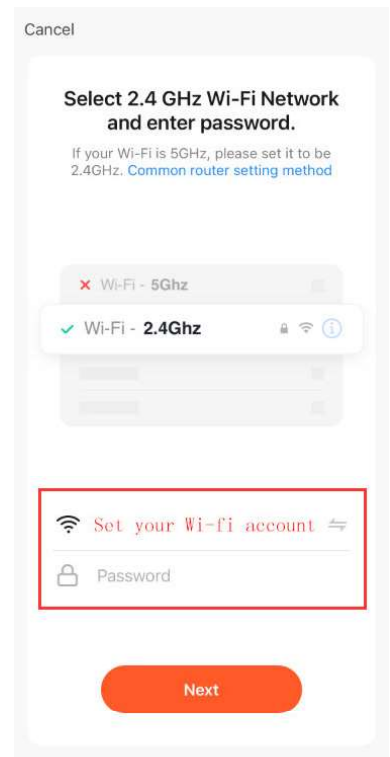 Cancel
Select 2.4 GHz Wi-Fi Network
and enter password.
If your Wi-Fi is 5GHz, please set it to be
2.4GHz. Common router setting method
Wi-Fi - 5Ghz
Wi-Fi - 2.4Ghz
Set your Wi-fi account
Password
Next